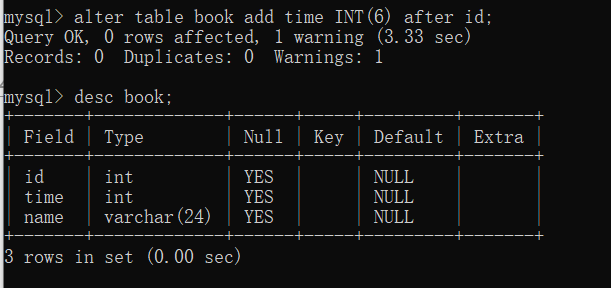 mysql> alter table book add time INT(6) after id;
Query OK, 0 rows affected, 1 warning (3.33 sec)
Records: 0  Duplicates: 0  Warnings: 1
mysql> desc book;
+-------+-------------+------+-----+---------+-------+
| Field | Type        | Null | Key | Default | Extra |
+-------+-------------+------+-----+---------+-------+
| id    | int         | YES  |     | NULL    |       |
| time  | int         | YES  |     | NULL    |       |
| name  | varchar(24) | YES  |     | NULL    |       |
+-------+-------------+------+-----+---------+-------+
3 rows in set (0.00 sec)